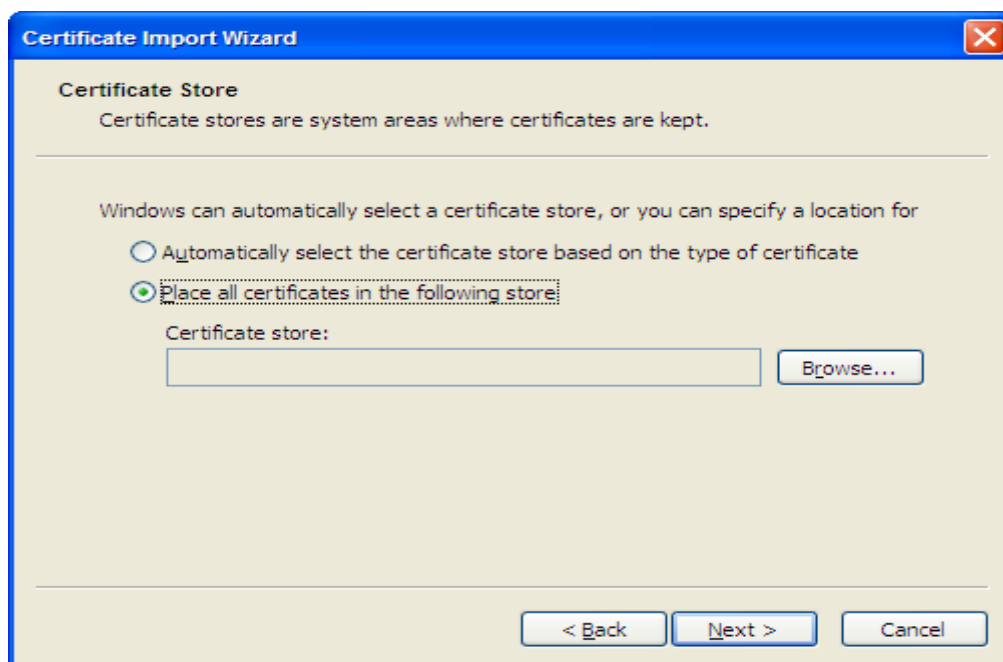 Certificate Import Wizard
Certificate Store
Certificate stores are system areas where certificates are kept.
Windows can automatically select a certificate store, or you can specify a location for
Automatically select the certificate store based on the type of certificate
Place all certificates in the following store
Certificate store:
Browse...
< Back Next > Cancel